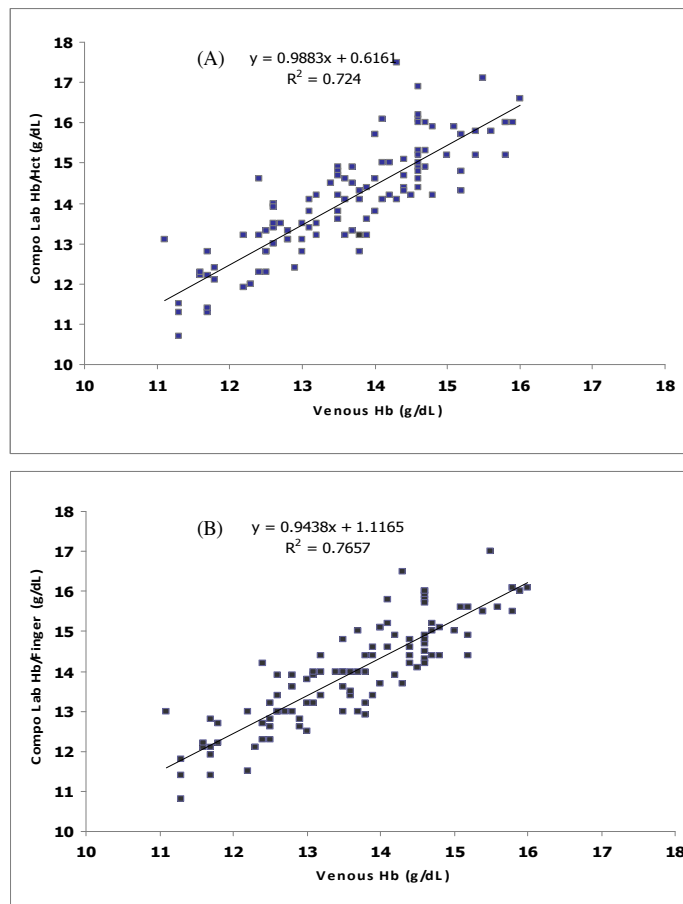 18
(A)
y = 0.9883x + 0.6161
R² = 0.724
17
16
15
14
13
12
11
10
Compo Lab Hb/Hct (g/dL)
10 11 12 13 14 15 16 17 18
Venous Hb (g/dL)
18
(B)
y = 0.9438x + 1.1165
R² = 0.7657
17
16
15
14
13
12
11
10
Compo Lab Hb/Finger (g/dL)
10 11 12 13 14 15 16 17 18
Venous Hb (g/dL)